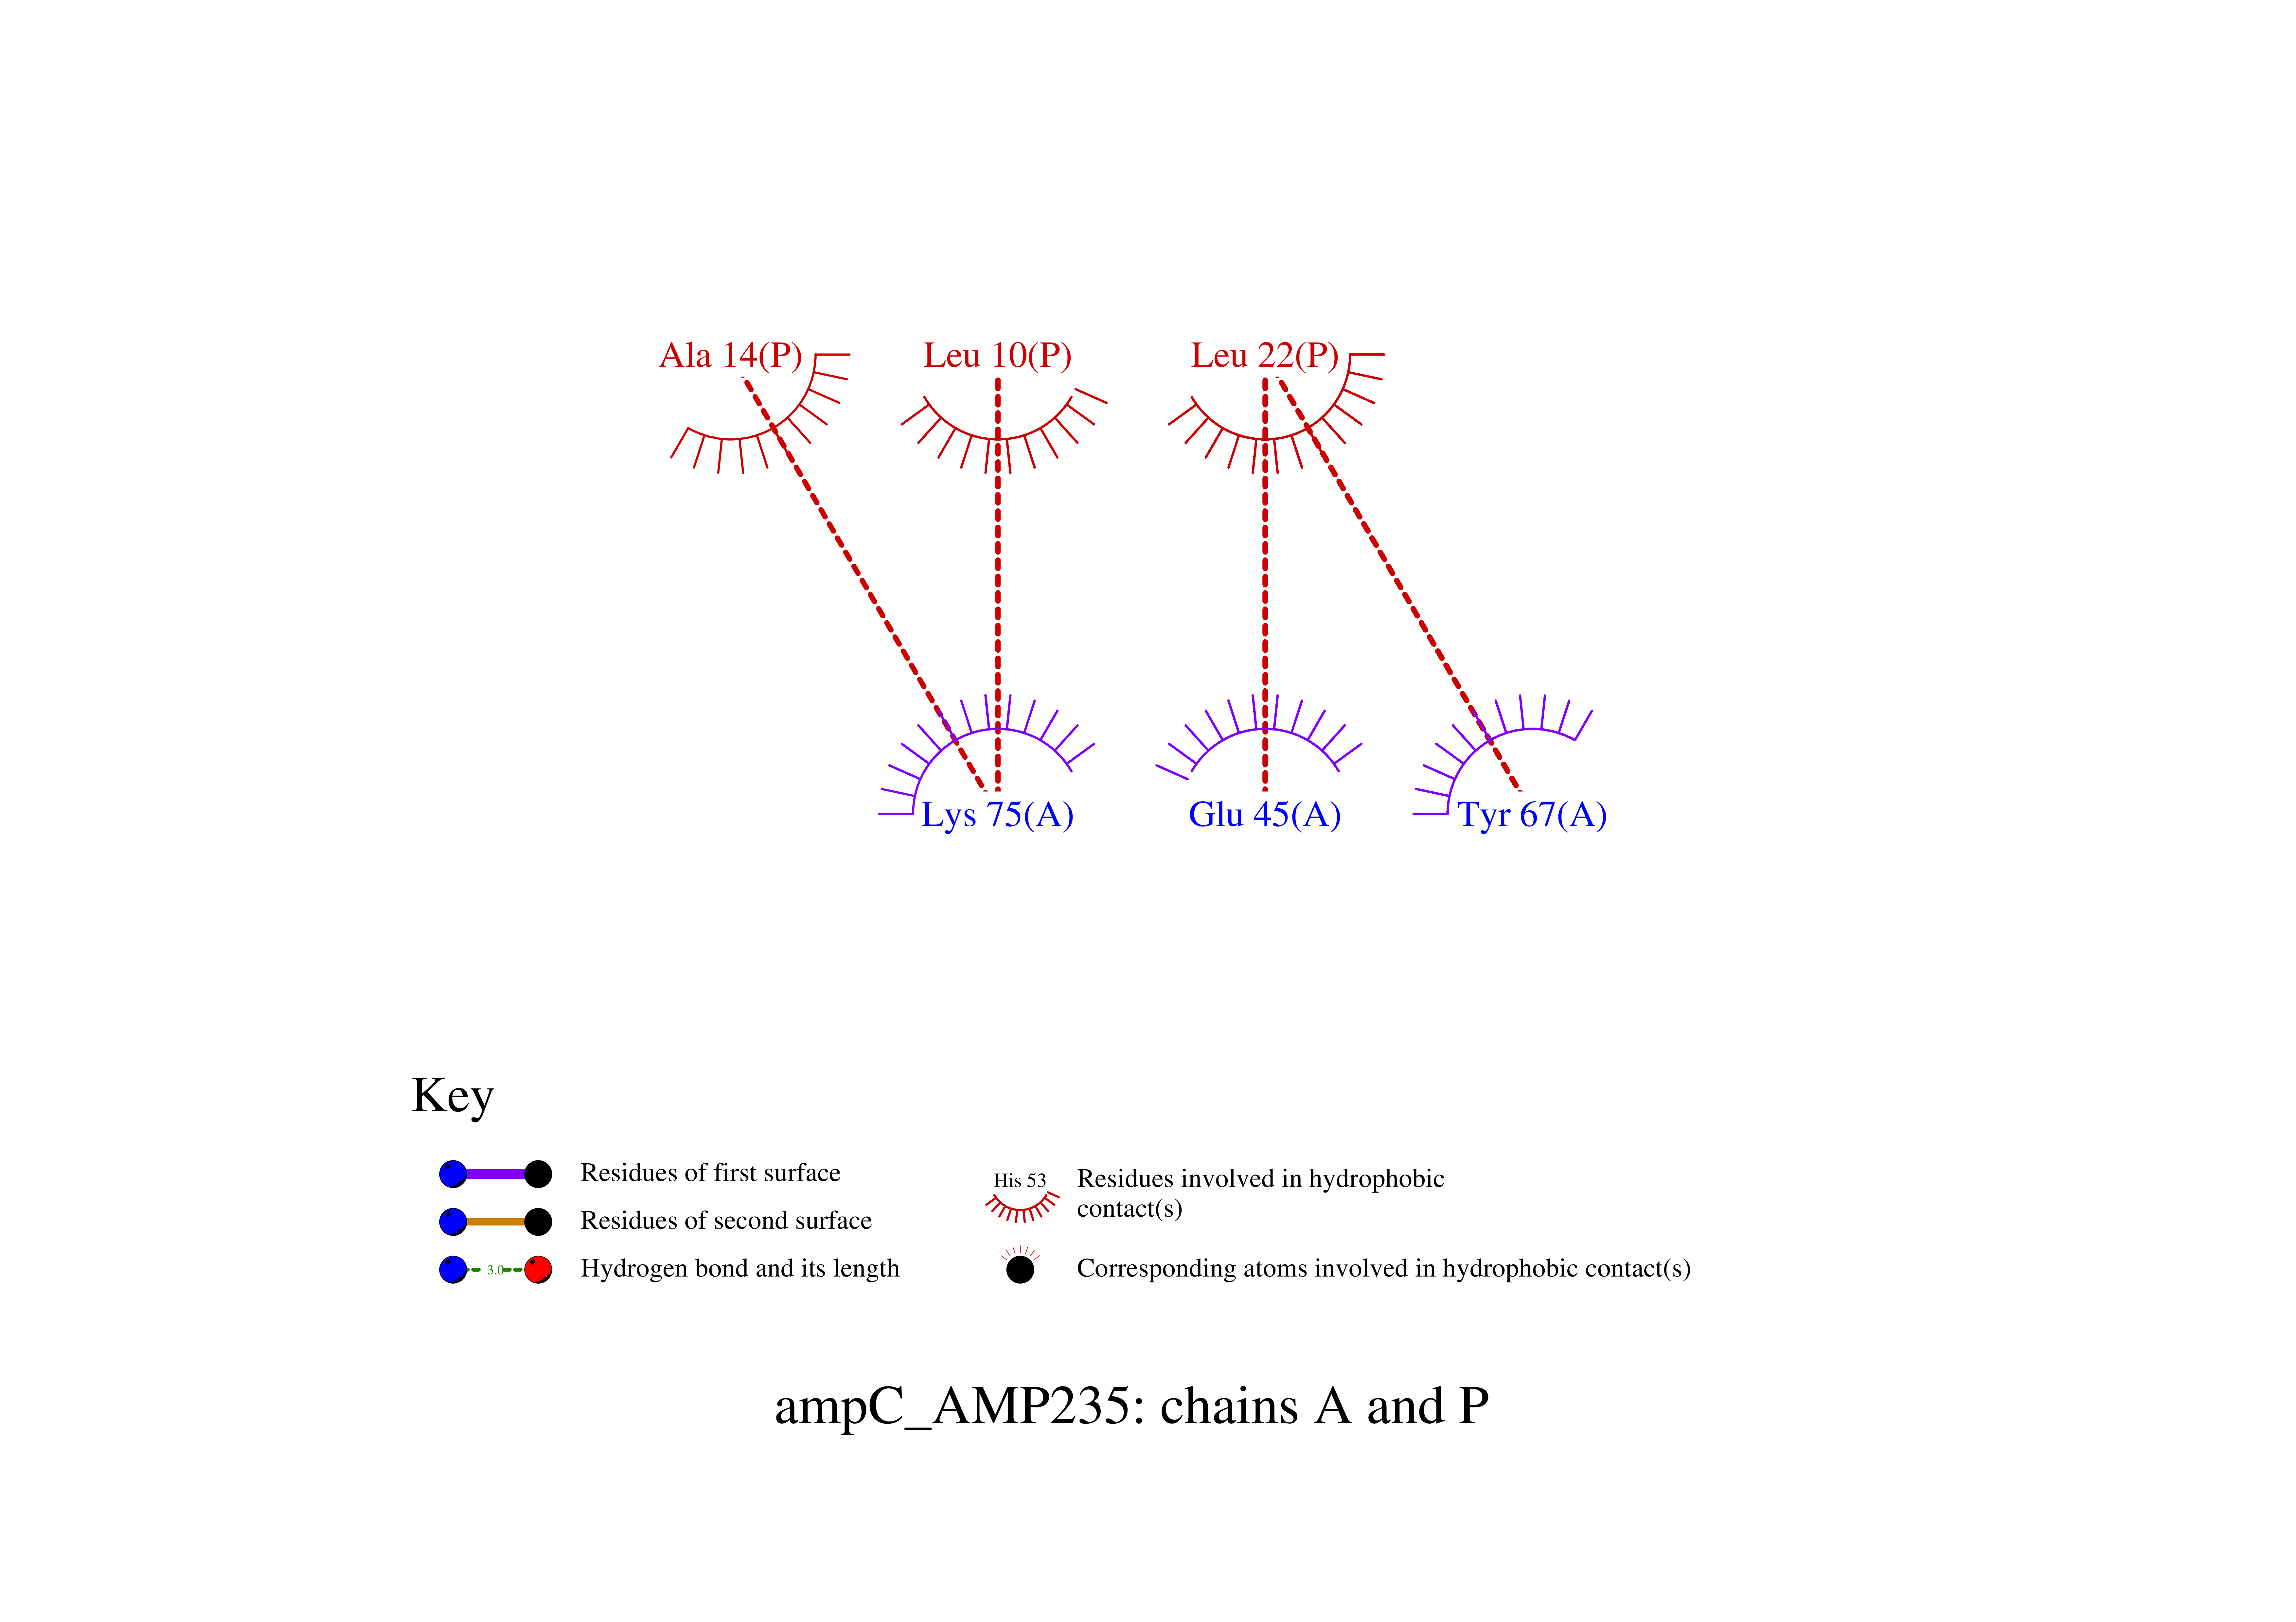 Ala 14(P) Leu 10(P) Leu 22(P)
Lys 75(A) Glu 45(A) Tyr 67(A)
Key
Residues of first surface
Residues of second surface
3.0 Hydrogen bond and its length
His 53 Residues involved in hydrophobic
contact(s)
Corresponding atoms involved in hydrophobic contact(s)
ampC_AMP235: chains A and P